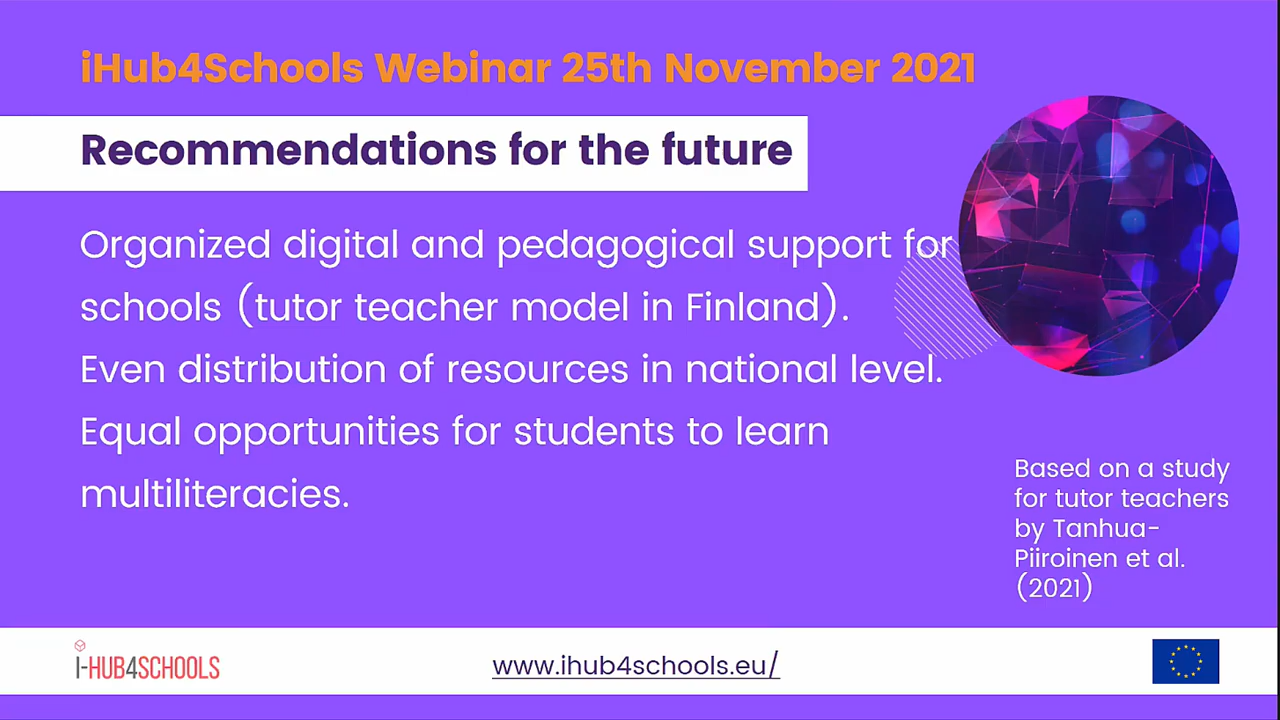 iHub4Schools Webinar 25th November 2021
Recommendations for the future
Organized digital and pedagogical support for
schools (tutor teacher model in Finland).
Even distribution of resources in national level.
Equal opportunities for students to learn
multiliteracies.
Based on a study
for tutor teachers
by Tanhua-
Piiroinen et al.
(2021)
I-HUB4SCHOOLS
www.ihub4schools.eu/